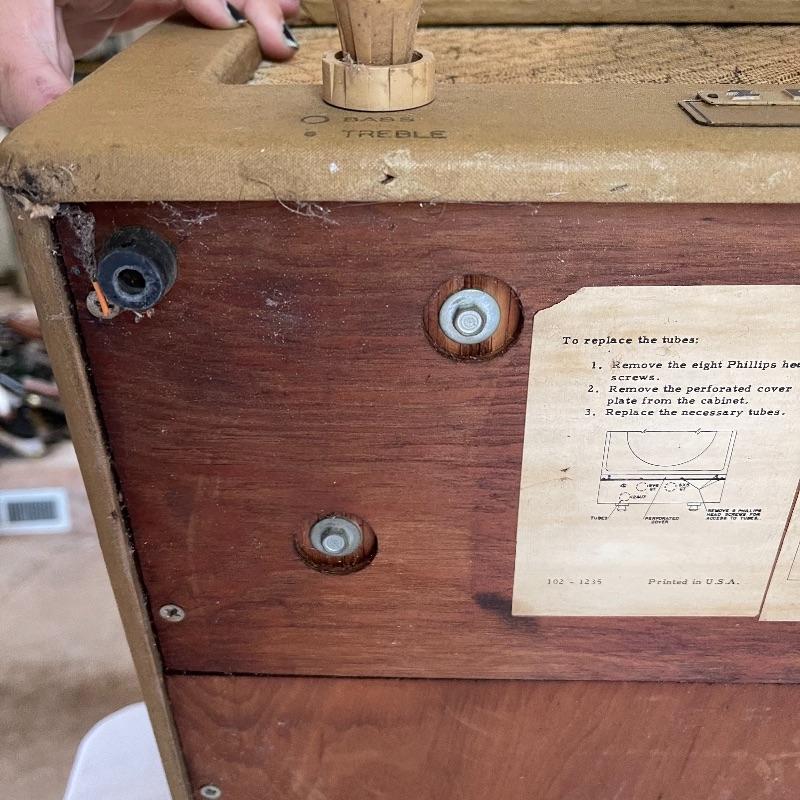 BASS
TREBLE
To replace the tubes:
1. Remove the eight Phillips
screws.
2. Remove the perforated cover
plate from the cabinet.
3. Replace the necessary tubes.
TUBES
PERFORATED
COVER
REMOVE 8 PHILLIPS
HEAD SCREWS FOR
ACCESS TO TUBES.
102 - 1235 Printed in U.S.A.